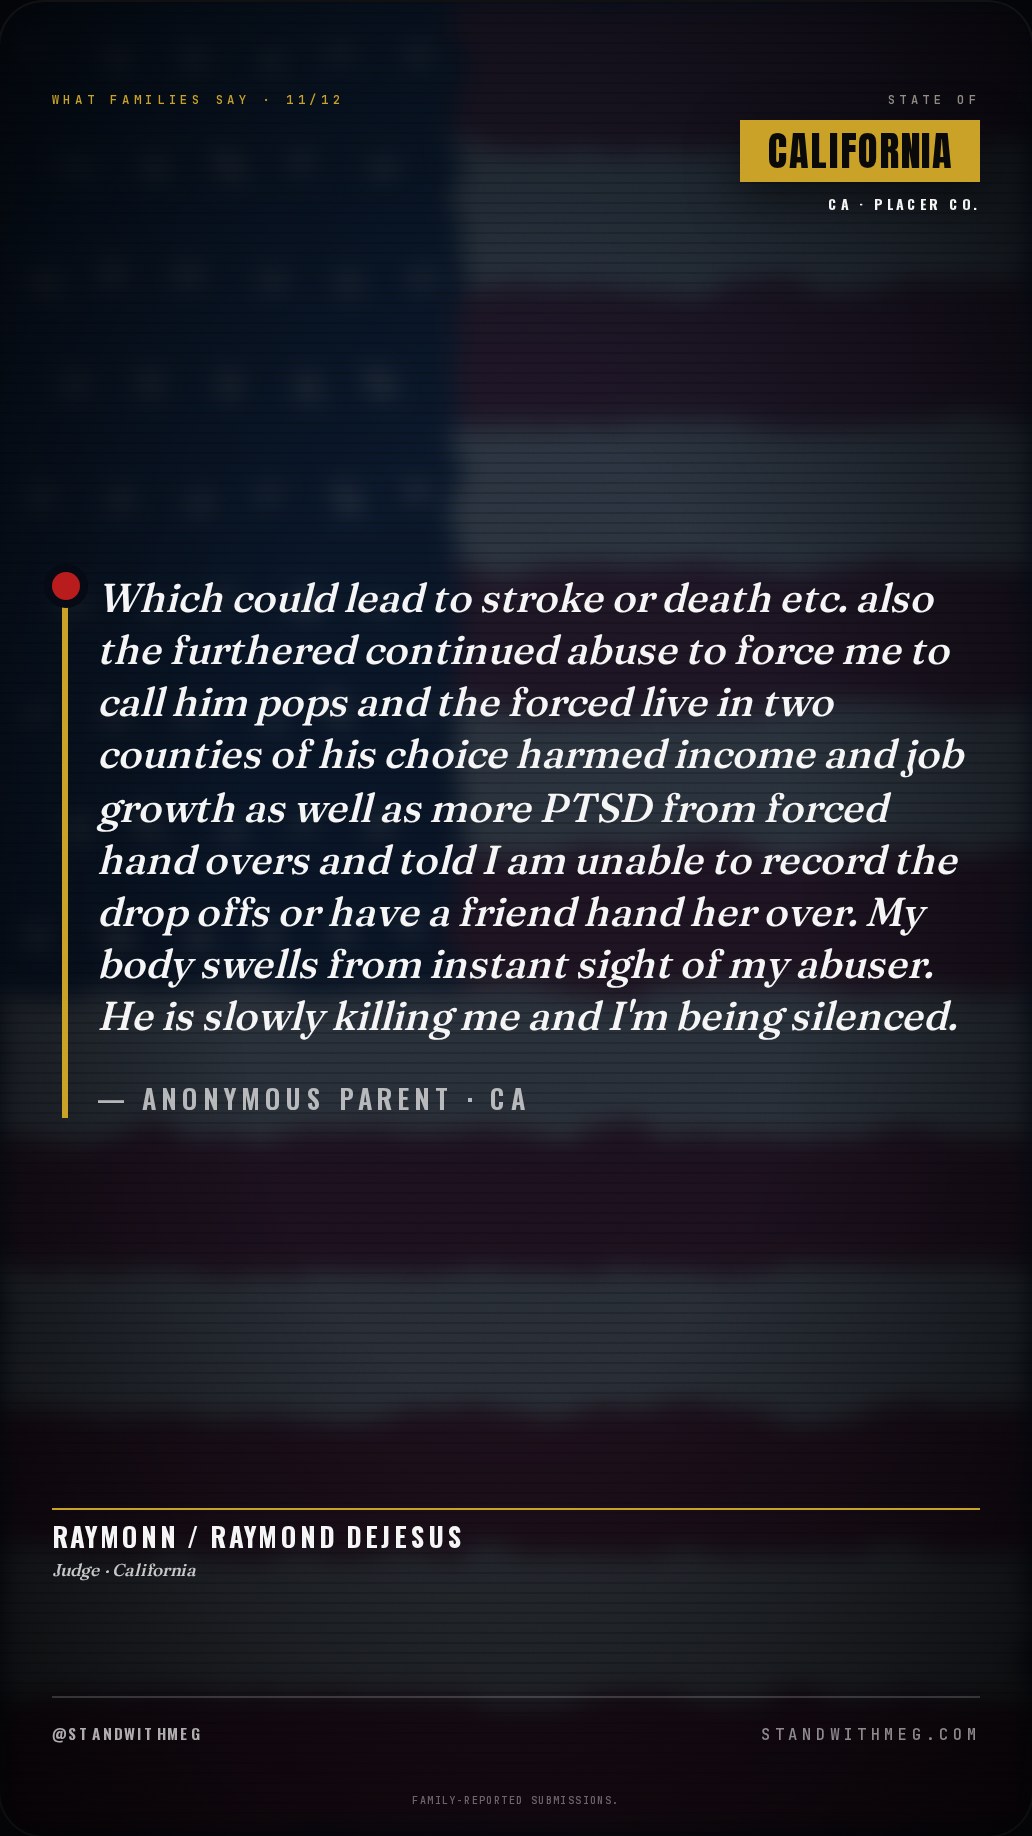 WHAT FAMILIES SAY · 11/12
STATE OF
CALIFORNIA
CA · PLACER CO.
Which could lead to stroke or death etc. also
the furthered continued abuse to force me to
call him pops and the forced live in two
counties of his choice harmed income and job
growth as well as more PTSD from forced
hand overs and told I am unable to record the
drop offs or have a friend hand her over. My
body swells from instant sight of my abuser.
He is slowly killing me and I'm being silenced.
— ANONYMOUS PARENT · CA
RAYMONN / RAYMOND DEJESUS
Judge · California
@STANDWITHMEG
STANDWITHMEG.COM
FAMILY-REPORTED SUBMISSIONS.